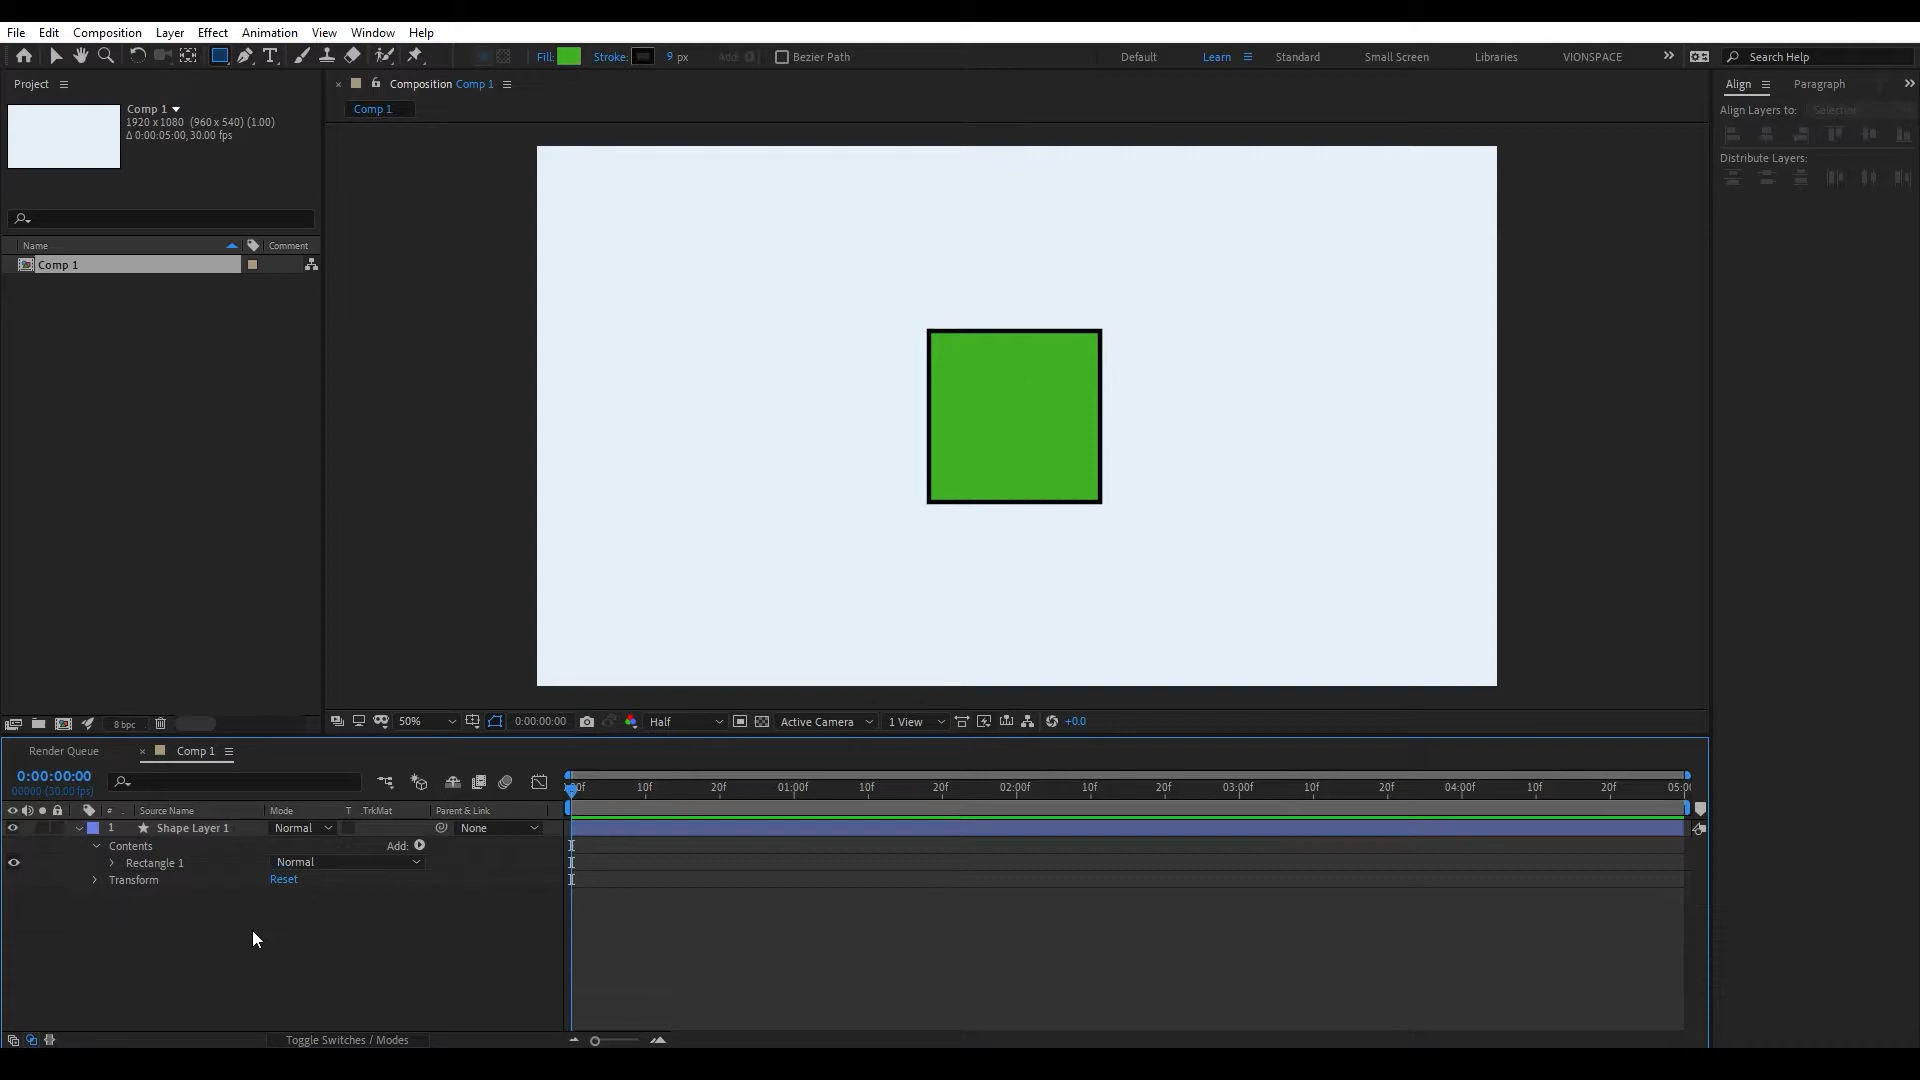 File Edit Composition Layer Effect Animation View Window Help
Fill: Stroke: 9 px Add: Bezier Path Default Learn Standard Small Screen Libraries VIONSPACE Search Help
Project
Comp 1
1920 x 1080 (960 x 540) (1.00)
Δ 0:00:05:00, 30.00 fps
Name Comment
Comp 1
8 bpc
Composition Comp 1
Comp 1
50% 0:00:00:00 Half Active Camera 1 View +0.0
Align Paragraph
Align Layers to: Selection
Distribute Layers:
Render Queue Comp 1
0:00:00:00
00000 (30.00 fps)
:00f 10f 20f 01:00f 10f 20f 02:00f 10f 20f 03:00f 10f 20f 04:00f 10f 20f 05:00
# Source Name Mode T .TrkMat Parent & Link
1 Shape Layer 1 Normal None
Contents Add:
Rectangle 1 Normal
Transform Reset
Toggle Switches / Modes